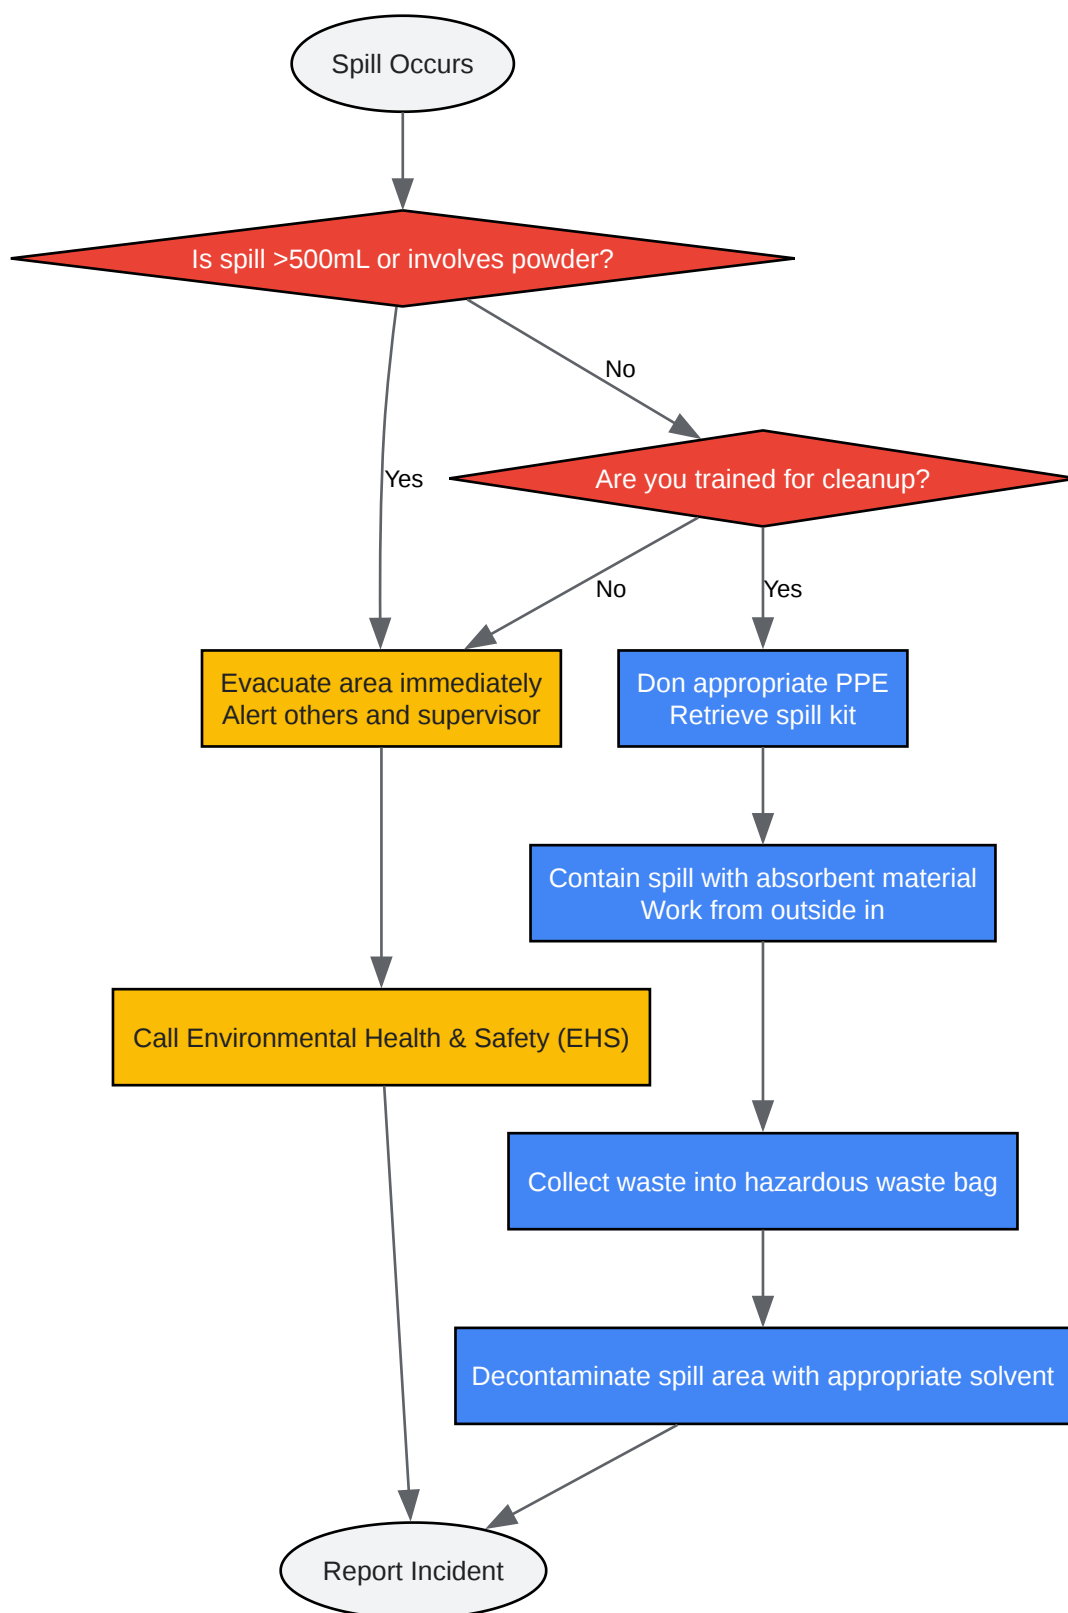 Spill Occurs
Is spill >500mL or involves powder?
No
Are you trained for cleanup?
Yes
No
Yes
Evacuate area immediately
Alert others and supervisor
Don appropriate PPE
Retrieve spill kit
Contain spill with absorbent material
Work from outside in
Call Environmental Health & Safety (EHS)
Collect waste into hazardous waste bag
Decontaminate spill area with appropriate solvent
Report Incident